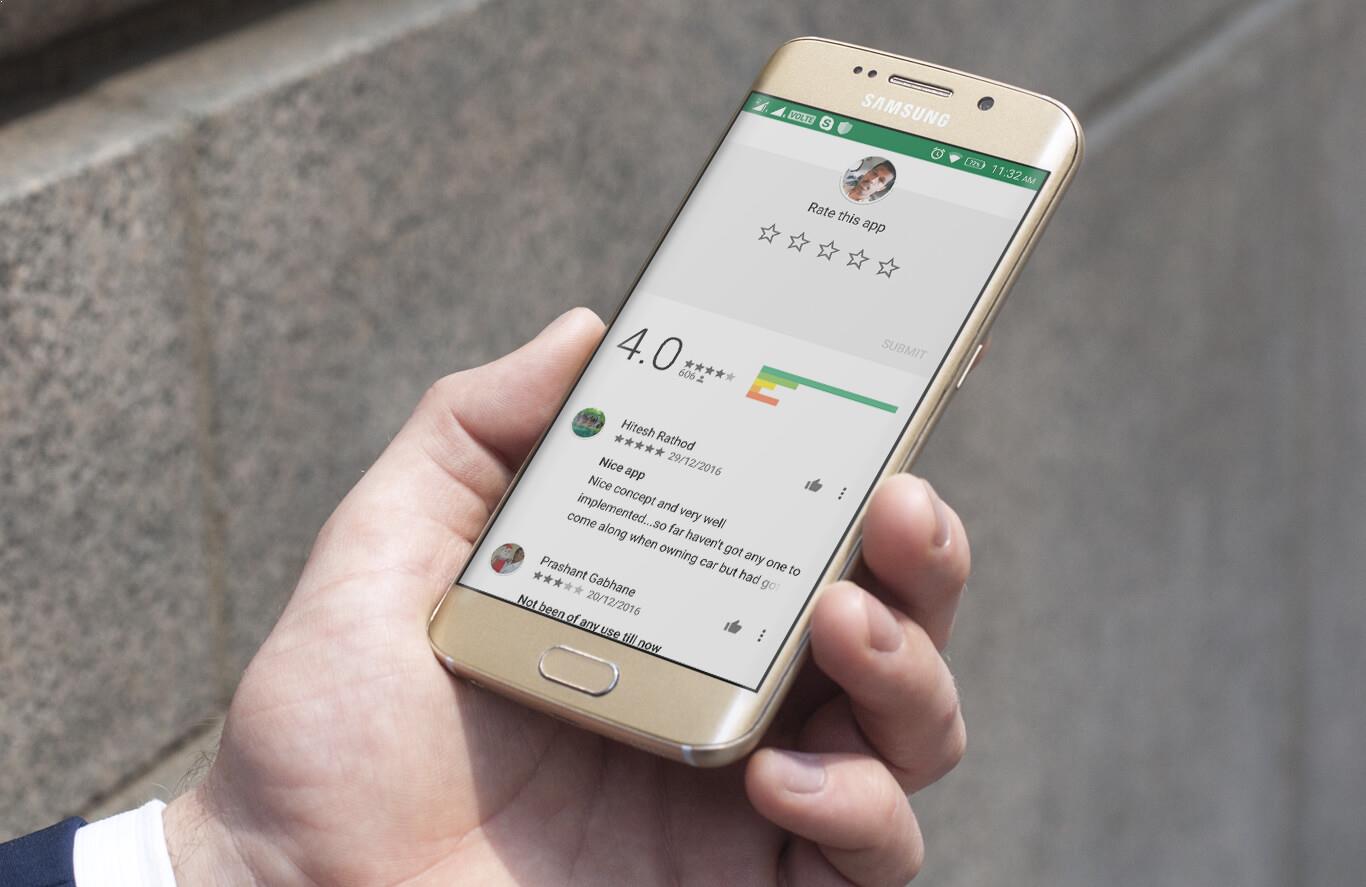 SAMSUNG
VOLTE
72%
11:32 AM
Rate this app
SUBMIT
4.0
606
Hitesh Rathod
29/12/2016
Nice app
Nice concept and very well
implemented...so far haven't got any one to
come along when owning car but had go
Prashant Gabhane
20/12/2016
Not been of any use till now